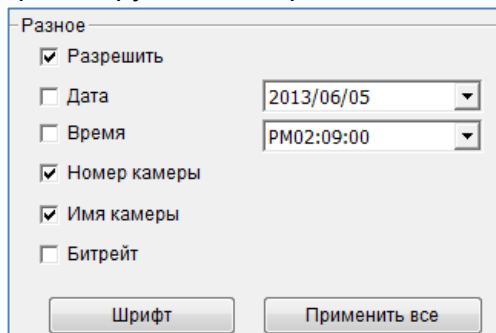 Разное
Разрешить
Дата 2013/06/05
Время PM02:09:00
Номер камеры
Имя камеры
Битрейт
Шрифт Применить все